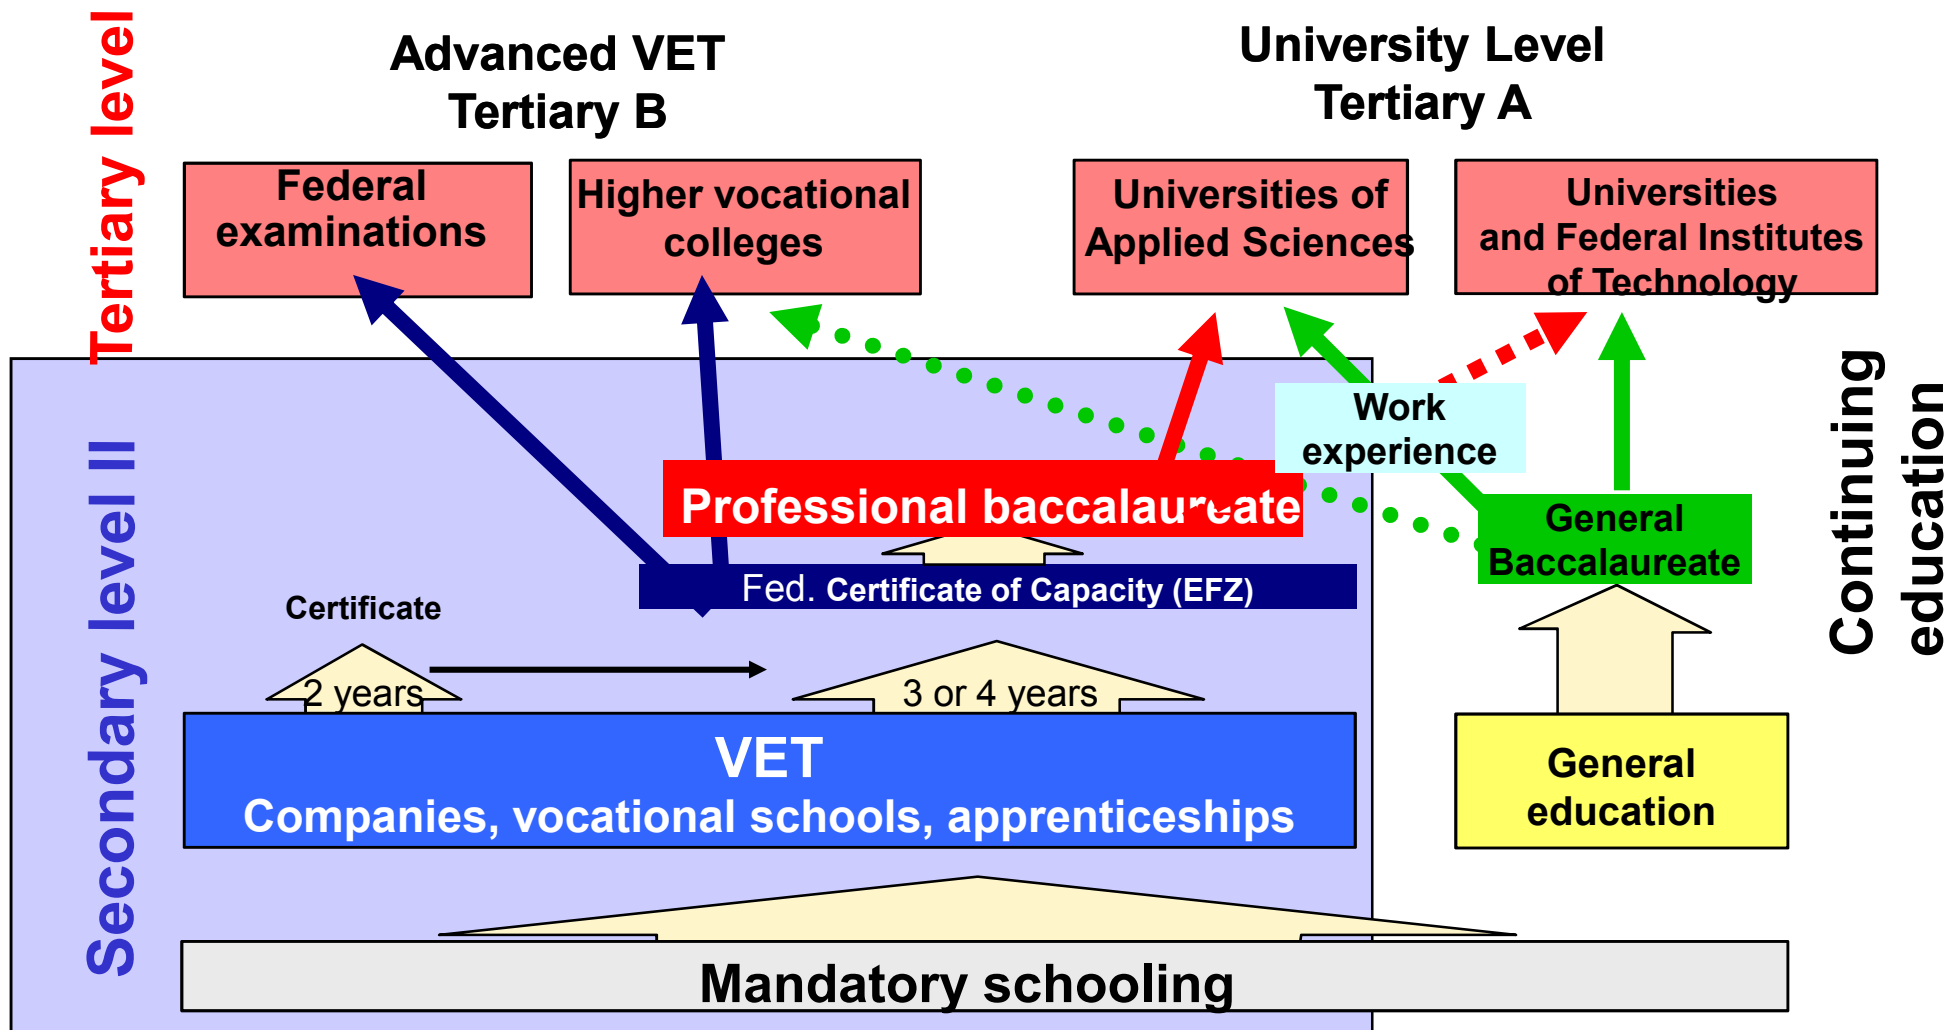 Tertiary level
Advanced VET
Tertiary B
University Level
Tertiary A
Federal
examinations
Higher vocational
colleges
Universities of
Applied Sciences
Universities
and Federal Institutes
of Technology
Secondary level II
Continuing
education
Work
experience
Professional baccalaureate
General
Baccalaureate
Fed. Certificate of Capacity (EFZ)
Certificate
2 years
3 or 4 years
VET
Companies, vocational schools, apprenticeships
General
education
Mandatory schooling